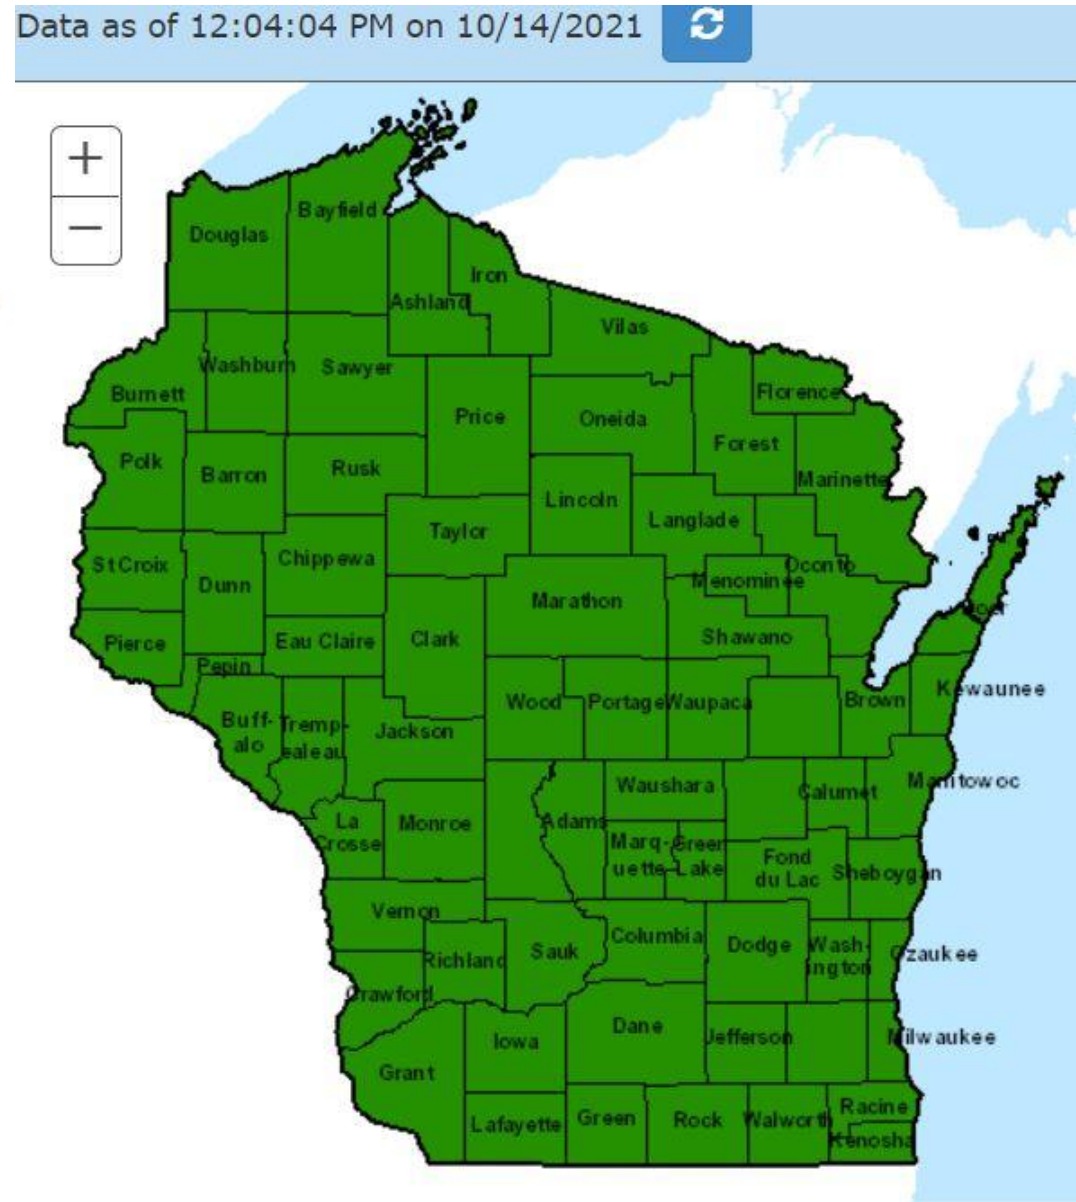 Data as of 12:04:04 PM on 10/14/2021
+
−
Bayfield
Douglas
Iron
Ashland
Vilas
Washburn
Sawyer
Burnett
Florence
Price
Oneida
Forest
Polk
Barron
Rusk
Marinette
Lincoln
Langlade
Taylor
St Croix
Chippewa
Oconto
Dunn
Menominee
Marathon
Door
Pierce
Eau Claire
Clark
Shawano
Pepin
Kewaunee
Wood
Portage
Waupaca
Brown
Buff-
alo
Tremp-
ealeau
Jackson
Waushara
Calumet
Manitowoc
La
Crosse
Monroe
Adams
Marq-
uette
Green
Lake
Fond
du Lac
Sheboygan
Vernon
Columbia
Dodge
Wash-
ington
Ozaukee
Richland
Sauk
Crawford
Dane
Iowa
Jefferson
Milwaukee
Grant
Racine
Lafayette
Green
Rock
Walworth
Kenosha